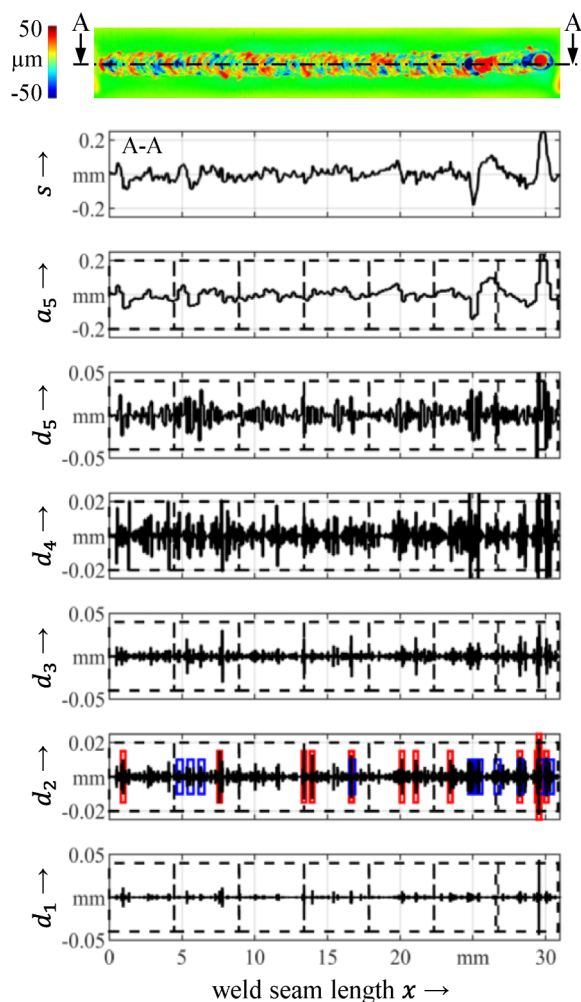 50
µm
-50
A
A
A-A
0.2
mm
-0.2
s →
0.2
mm
-0.2
a₅ →
0.05
mm
-0.05
d₅ →
0.02
mm
-0.02
d₄ →
0.05
mm
-0.05
d₃ →
0.02
mm
-0.02
d₂ →
0.05
mm
-0.05
d₁ →
0 5 10 15 20 mm 30
weld seam length x →